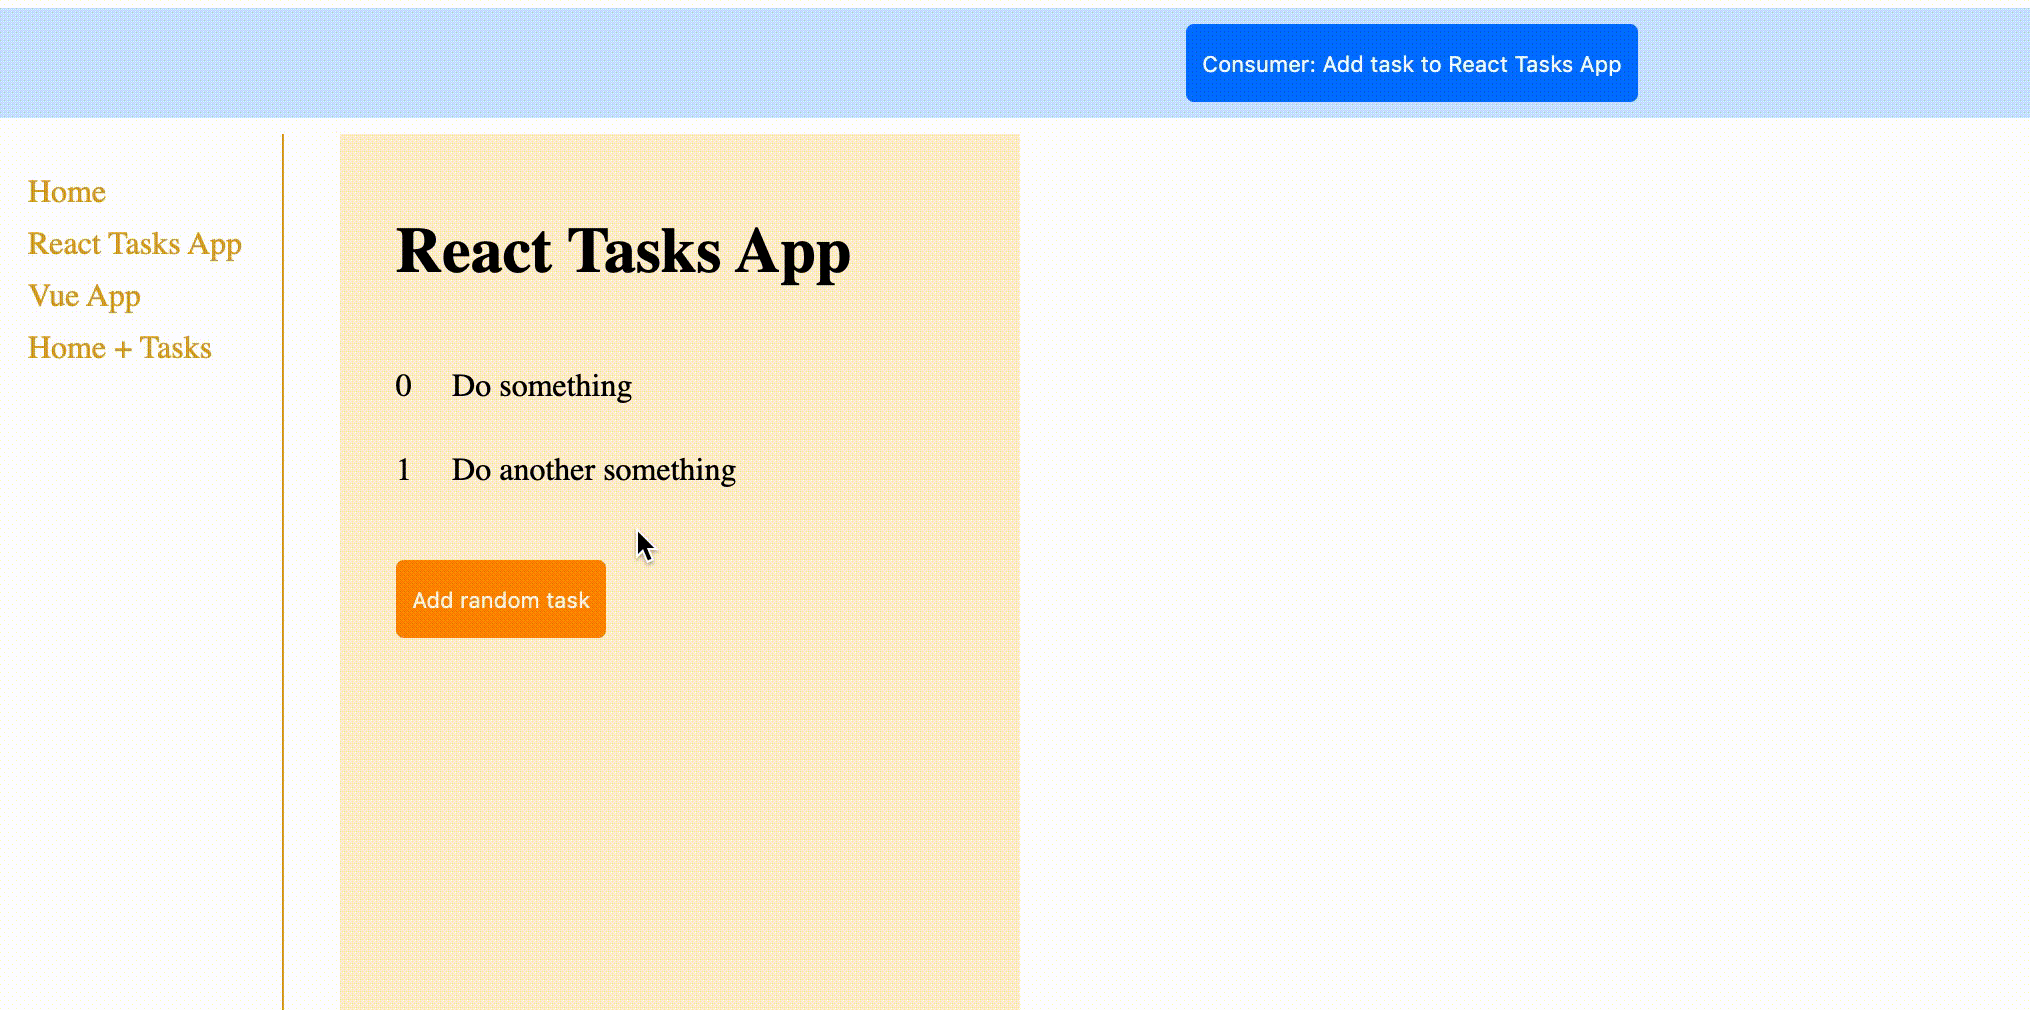 Consumer: Add task to React Tasks App
Home
React Tasks App
Vue App
Home + Tasks
React Tasks App
0 Do something
1 Do another something
Add random task